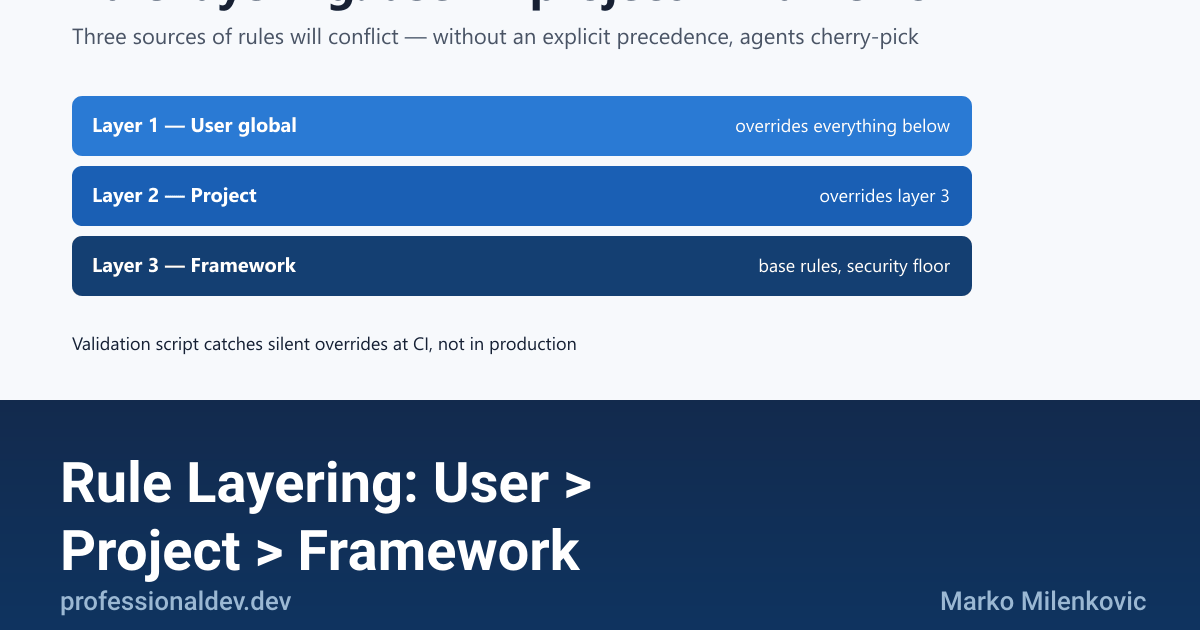 Three sources of rules will conflict — without an explicit precedence, agents cherry-pick
Layer 1 — User global
overrides everything below
Layer 2 — Project
overrides layer 3
Layer 3 — Framework
base rules, security floor
Validation script catches silent overrides at CI, not in production
Rule Layering: User >
Project > Framework
professionaldev.dev
Marko Milenkovic